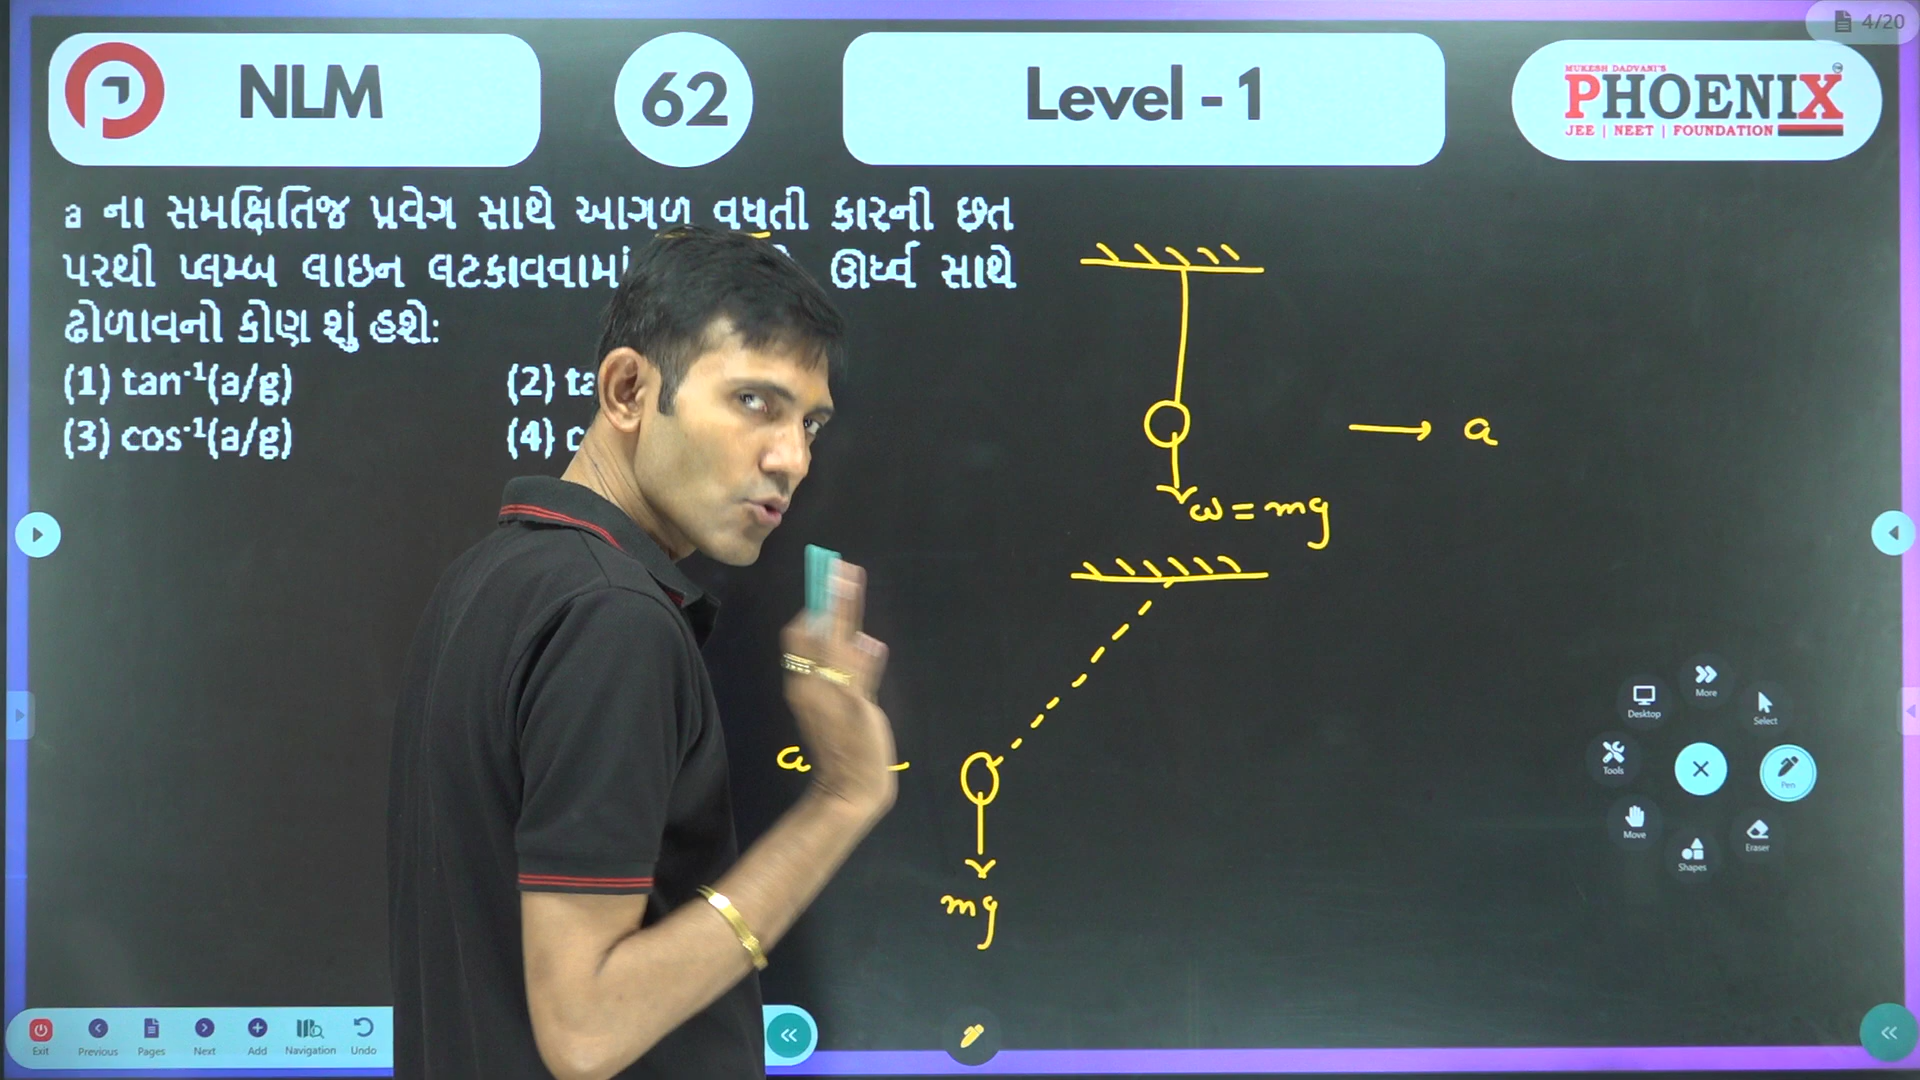 4/20
NLM
62
Level - 1
MUKESH DADVANI'S
PHOENIX
JEE | NEET | FOUNDATION
a ના સમક્ષિતિજ પ્રવેગ સાથે આગળ વધતી કારની છત
પરથી પ્લમ્બ લાઇન લટકાવવામાં ઊર્ધ્વ સાથે
ઢોળાવનો કોણ શું હશે:
(1) tan⁻¹(a/g)
(2) ta
(3) cos⁻¹(a/g)
(4) c
a
ω = mg
a
mg
More
Desktop
Select
Tools
Pen
Move
Eraser
Shapes
Exit
Previous
Pages
Next
Add
Navigation
Undo